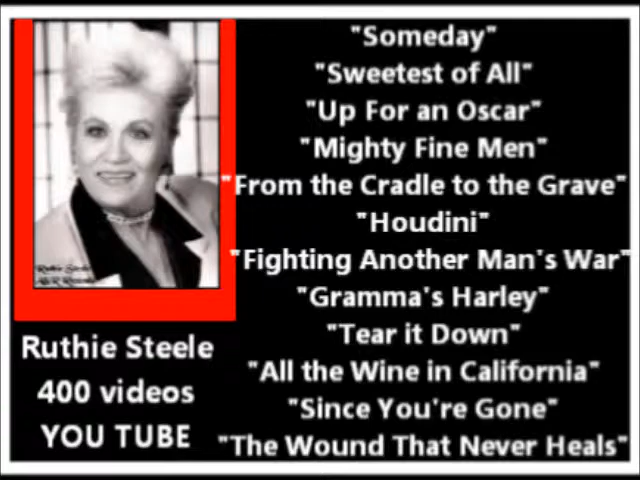 "Someday"
"Sweetest of All"
"Up For an Oscar"
"Mighty Fine Men"
"From the Cradle to the Grave"
"Houdini"
"Fighting Another Man's War"
"Gramma's Harley"
"Tear it Down"
"All the Wine in California"
"Since You're Gone"
"The Wound That Never Heals"
Ruthie Steele
Ruthie Steele
400 videos
YOU TUBE